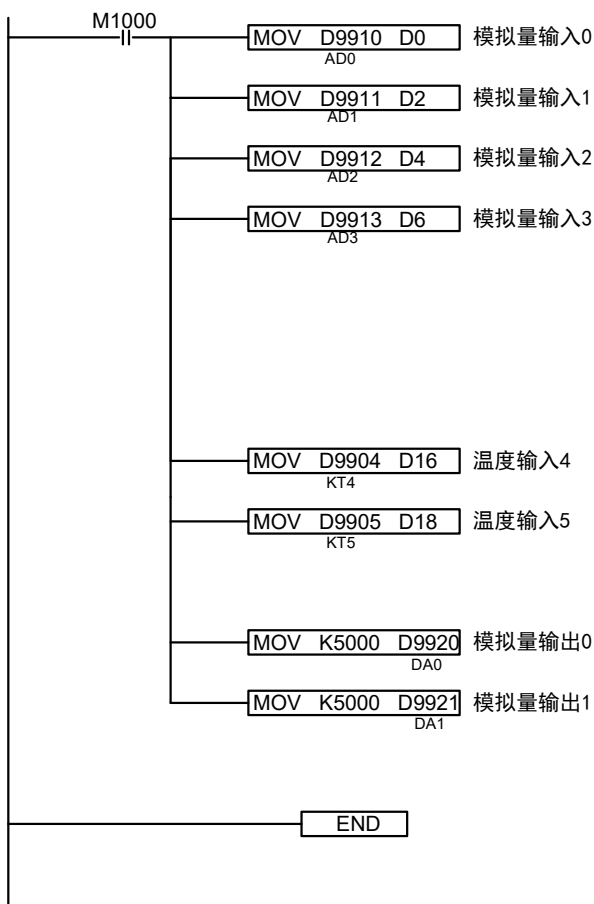 M1000
MOV D9910 D0 模拟量输入0
AD0
MOV D9911 D2 模拟量输入1
AD1
MOV D9912 D4 模拟量输入2
AD2
MOV D9913 D6 模拟量输入3
AD3
MOV D9904 D16 温度输入4
KT4
MOV D9905 D18 温度输入5
KT5
MOV K5000 D9920 模拟量输出0
DA0
MOV K5000 D9921 模拟量输出1
DA1
END